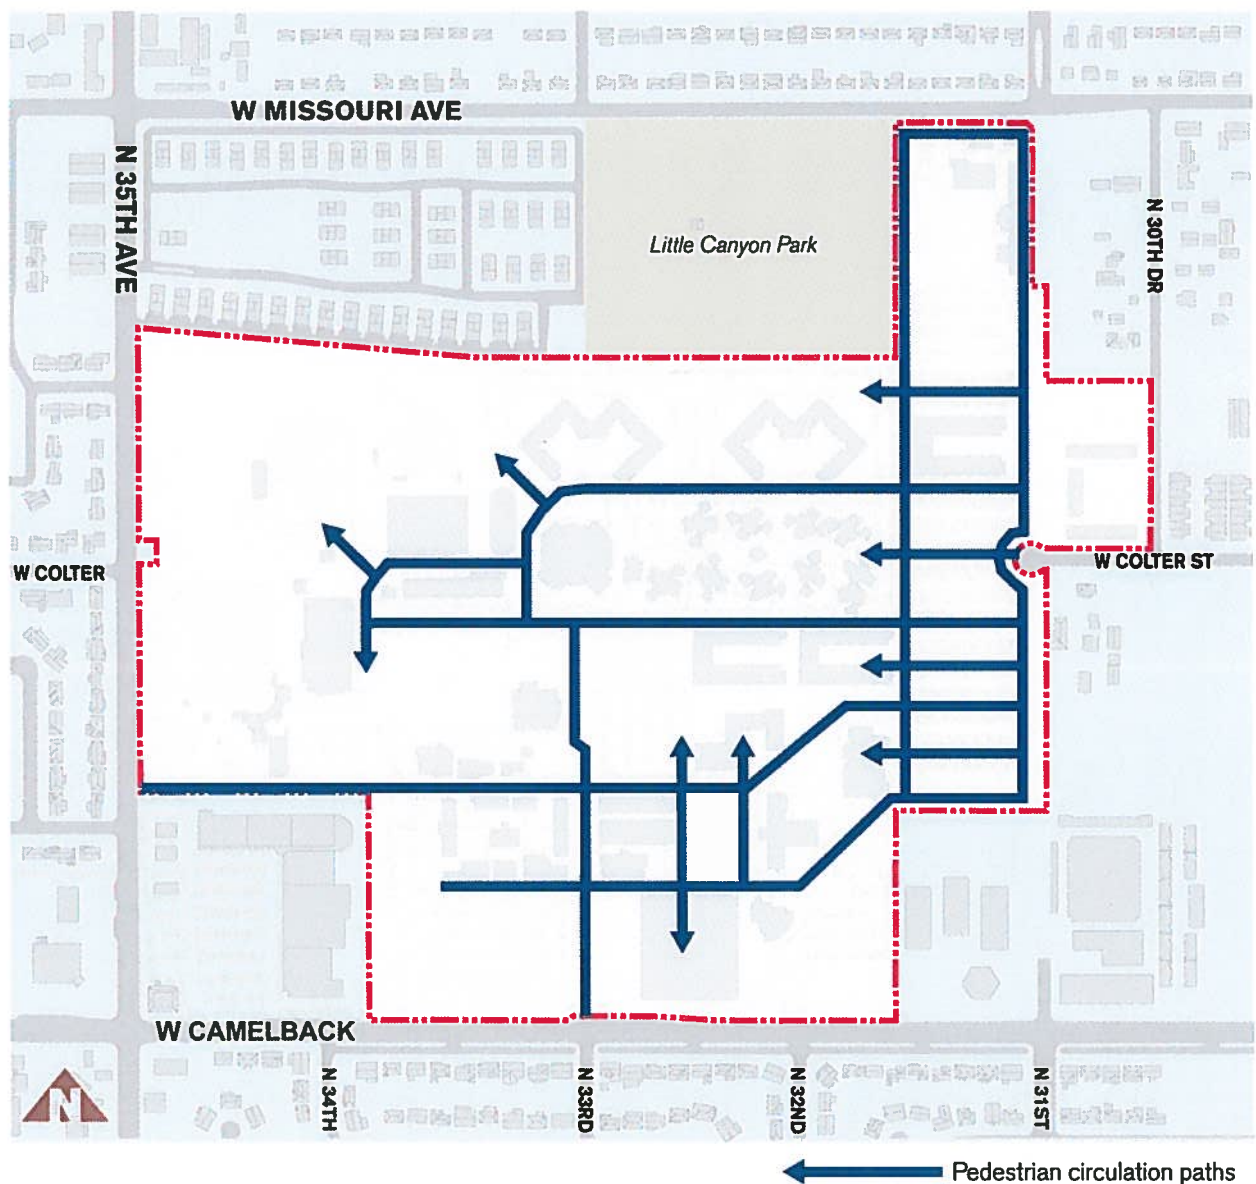 W MISSOURI AVE
N 35TH AVE
Little Canyon Park
N 30TH DR
W COLTER
W COLTER ST
W CAMELBACK
N
N 34TH
N 33RD
N 32ND
N 31ST
Pedestrian circulation paths